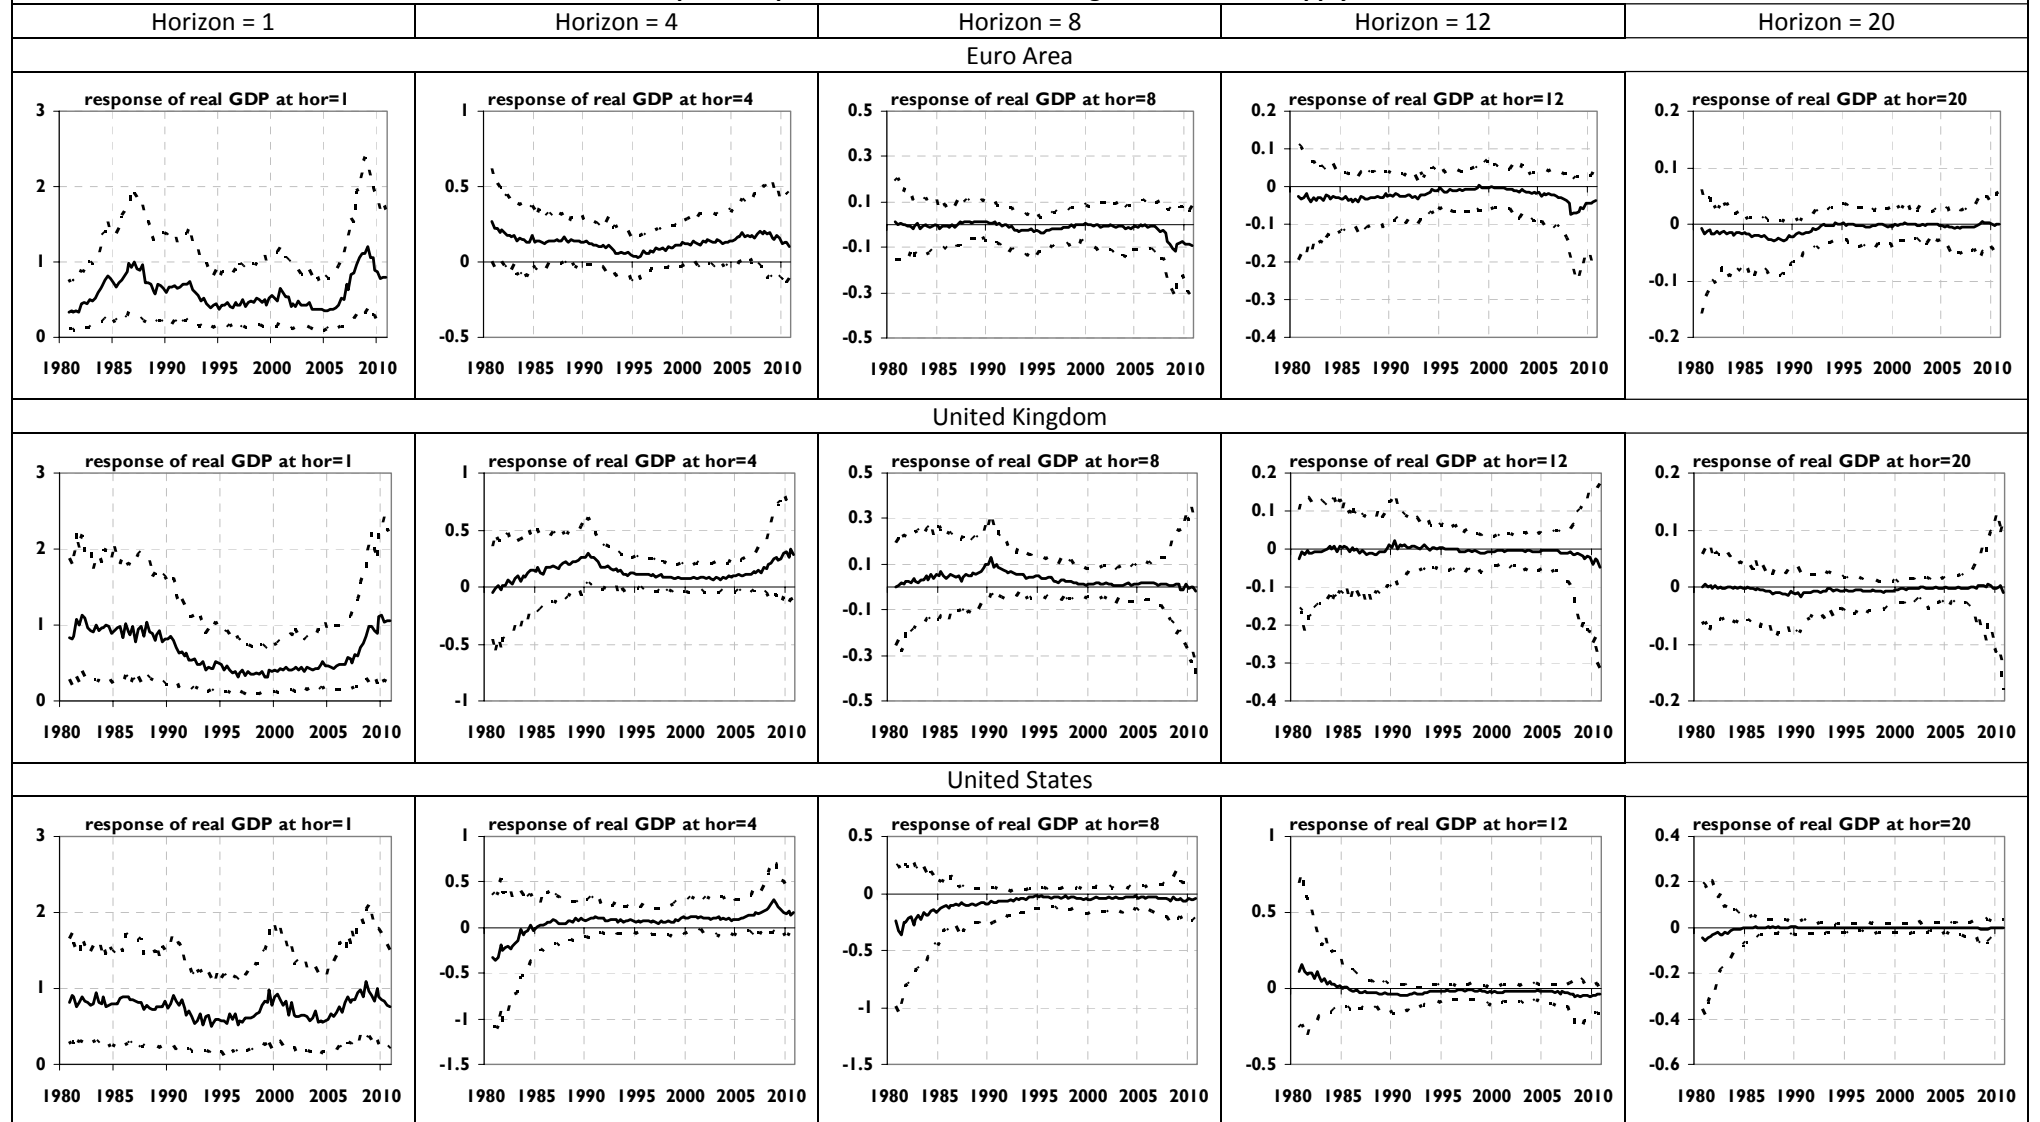 Horizon = 1 Horizon = 4 Horizon = 8 Horizon = 12 Horizon = 20
Euro Area
response of real GDP at hor=1 response of real GDP at hor=4 response of real GDP at hor=8 response of real GDP at hor=12 response of real GDP at hor=20
3 1 0.5 0.2 0.2
2 0.5 0.3 0.1 0.1
1 0 0.1 0 0
0 -0.5 -0.1 -0.1 -0.1
-0.3 -0.2 -0.2
-0.5 -0.3
-0.4
1980 1985 1990 1995 2000 2005 2010 1980 1985 1990 1995 2000 2005 2010 1980 1985 1990 1995 2000 2005 2010 1980 1985 1990 1995 2000 2005 2010 1980 1985 1990 1995 2000 2005 2010
United Kingdom
response of real GDP at hor=1 response of real GDP at hor=4 response of real GDP at hor=8 response of real GDP at hor=12 response of real GDP at hor=20
3 1 0.5 0.2 0.2
2 0.5 0.3 0.1 0.1
1 0 0.1 0 0
0 -0.5 -0.1 -0.1 -0.1
-1 -0.3 -0.2 -0.2
-0.5 -0.3
-0.4
1980 1985 1990 1995 2000 2005 2010 1980 1985 1990 1995 2000 2005 2010 1980 1985 1990 1995 2000 2005 2010 1980 1985 1990 1995 2000 2005 2010 1980 1985 1990 1995 2000 2005 2010
United States
response of real GDP at hor=1 response of real GDP at hor=4 response of real GDP at hor=8 response of real GDP at hor=12 response of real GDP at hor=20
3 1 0.5 1 0.4
2 0.5 0 0.5 0.2
1 0 -0.5 0 0
0 -0.5 -1 -0.5 -0.2
-1 -1.5 -0.4
-1.5 -0.6
1980 1985 1990 1995 2000 2005 2010 1980 1985 1990 1995 2000 2005 2010 1980 1985 1990 1995 2000 2005 2010 1980 1985 1990 1995 2000 2005 2010 1980 1985 1990 1995 2000 2005 2010